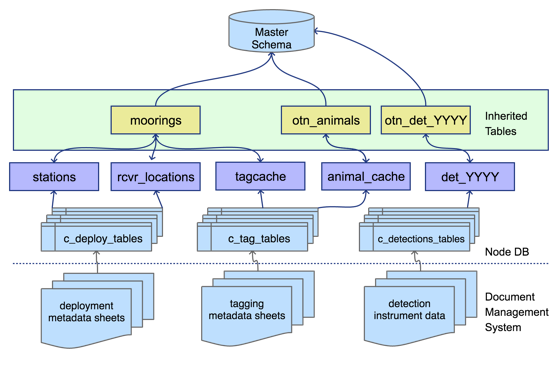 Master
Schema
moorings
otn_animals
otn_det_YYYY
Inherited
Tables
stations
rcvr_locations
tagcache
animal_cache
det_YYYY
c_deploy_tables
c_tag_tables
c_detections_tables
Node DB
deployment
metadata sheets
tagging
metadata sheets
detection
instrument data
Document
Management
System